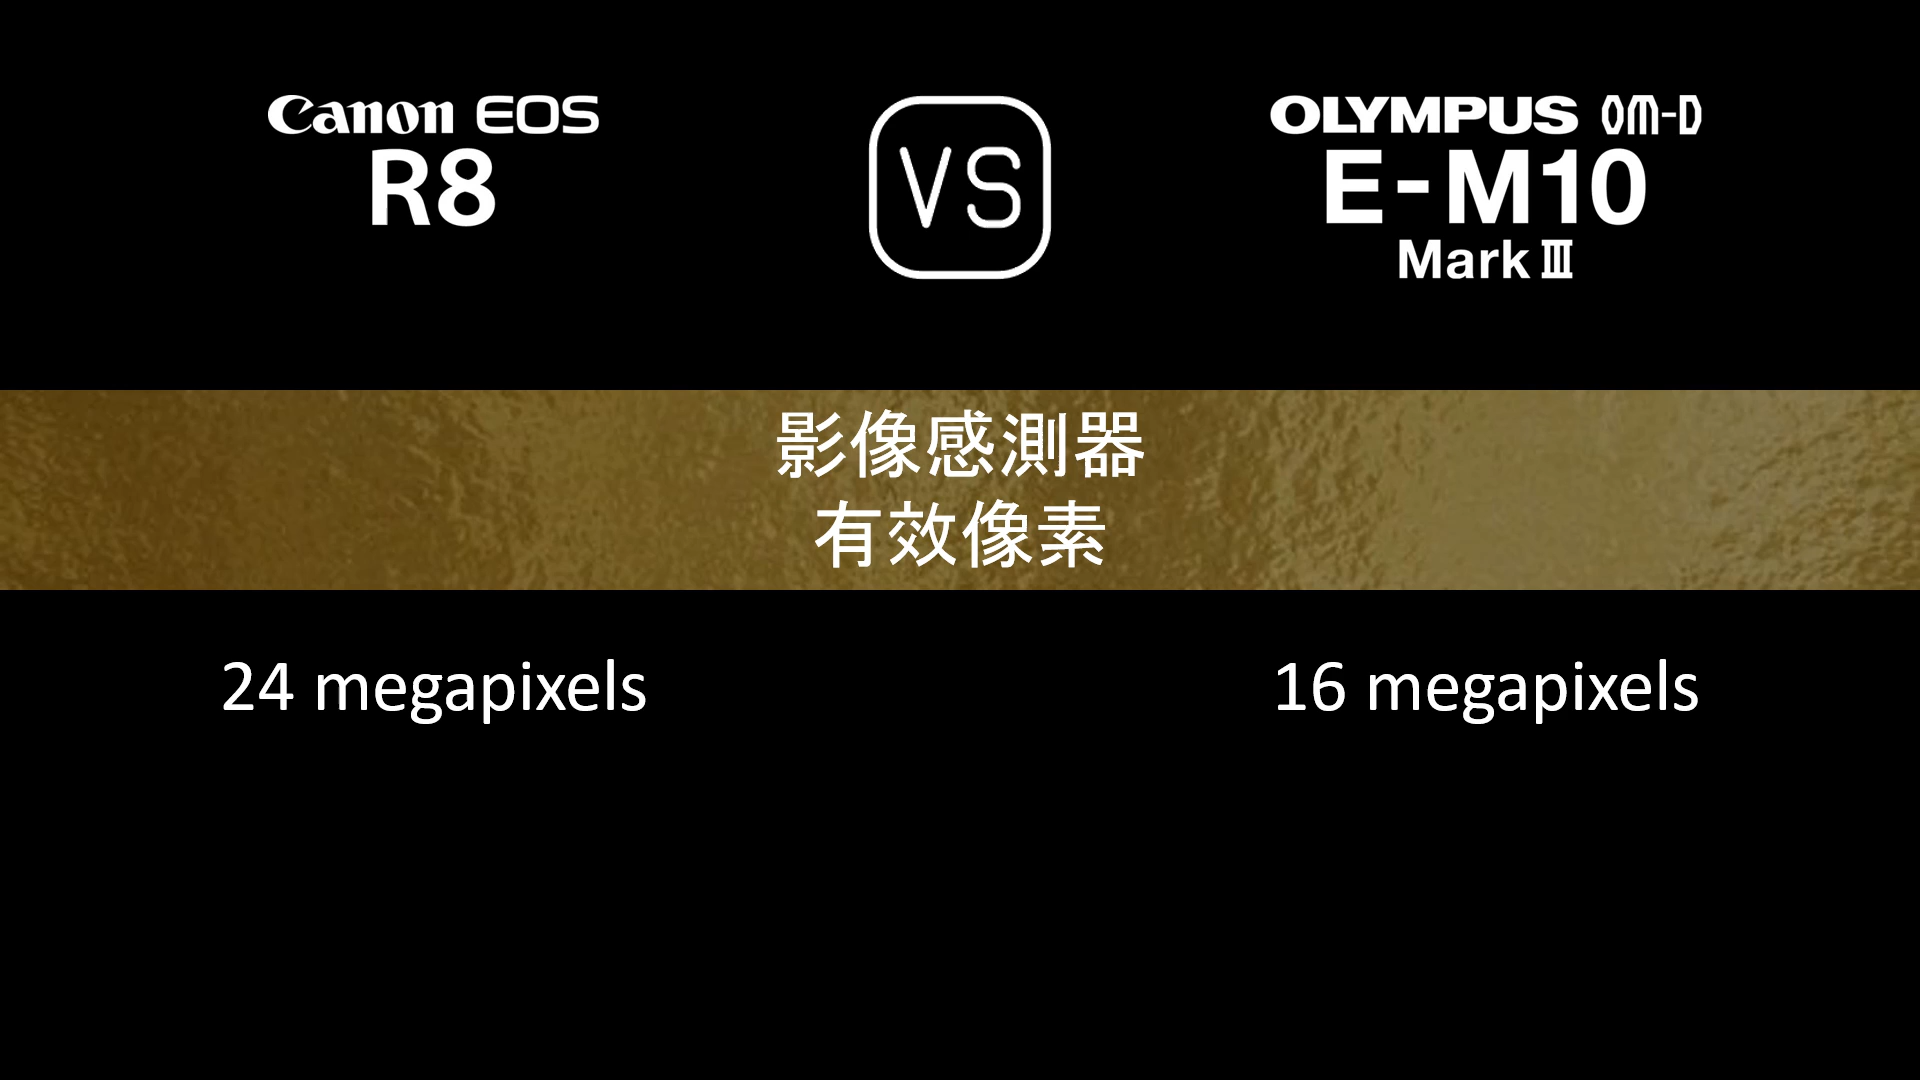 Canon EOS
R8
VS
OLYMPUS OM-D
E-M10
Mark III
影像感測器
有效像素
24 megapixels
16 megapixels